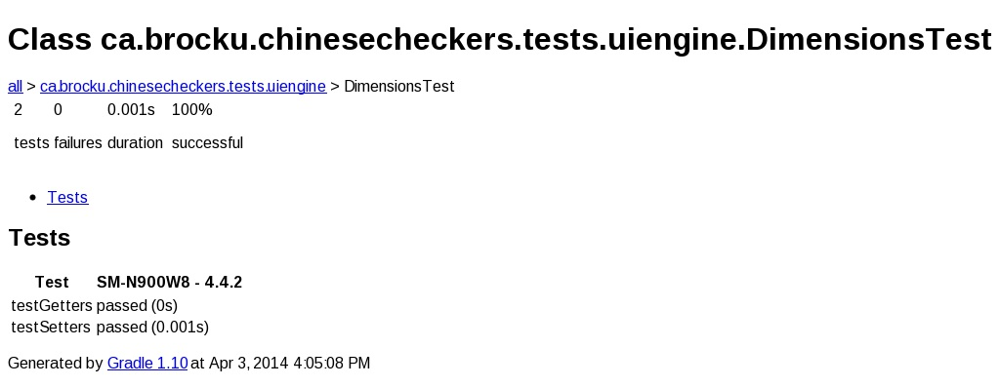 Class ca.brocku.chinesecheckers.tests.uiengine.DimensionsTest
all > ca.brocku.chinesecheckers.tests.uiengine > DimensionsTest
2 0 0.001s 100%
tests failures duration successful
• Tests
Tests
Test SM-N900W8 - 4.4.2
testGetters passed (0s)
testSetters passed (0.001s)
Generated by Gradle 1.10 at Apr 3, 2014 4:05:08 PM